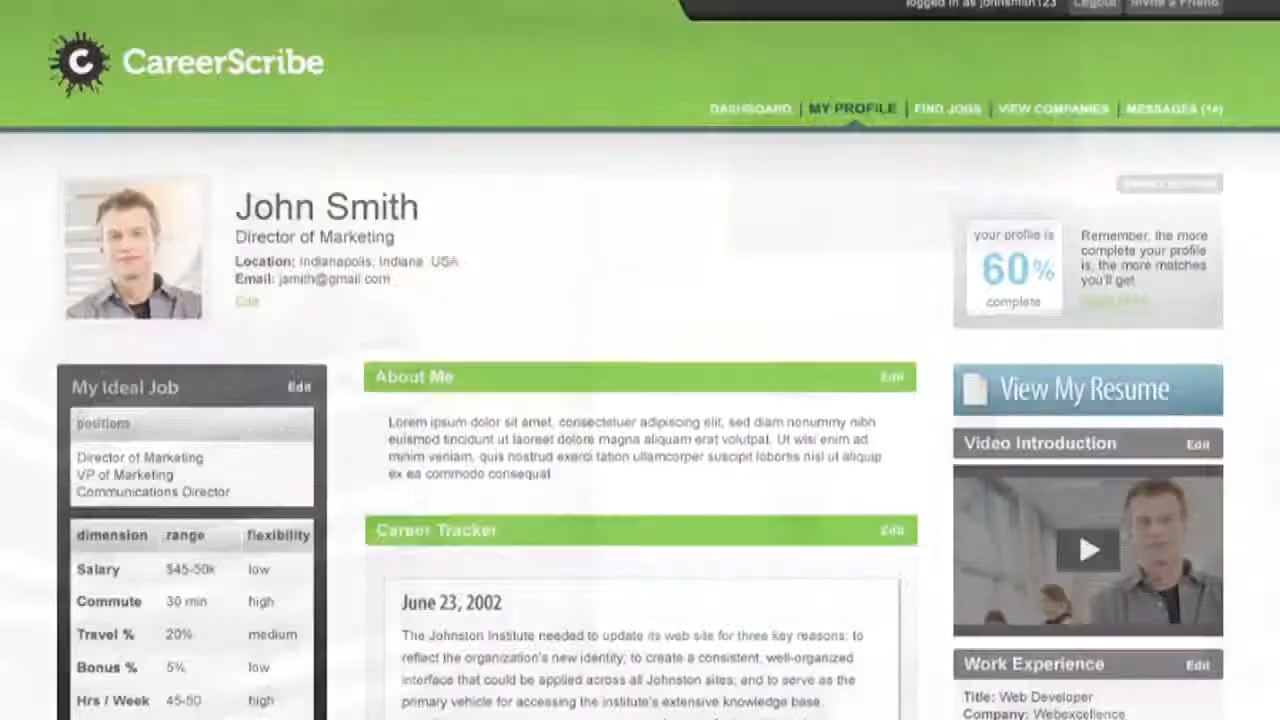 logged in as johnsmith123 Logout Invite a Friend
C CareerScribe
DASHBOARD | MY PROFILE | FIND JOBS | VIEW COMPANIES | MESSAGES (14)
John Smith
Director of Marketing
Location: Indianapolis, Indiana, USA
Email: jsmith@gmail.com
Edit
your profile is
60%
complete
Remember, the more
complete your profile
is, the more matches
you'll get
My Ideal Job Edit
positions
Director of Marketing
VP of Marketing
Communications Director
dimension range flexibility
Salary $45-50k low
Commute 30 min high
Travel % 20% medium
Bonus % 5% low
Hrs / Week 45-50 high
About Me Edit
Lorem ipsum dolor sit amet, consectetuer adipiscing elit, sed diam nonummy nibh
euismod tincidunt ut laoreet dolore magna aliquam erat volutpat. Ut wisi enim ad
minim veniam, quis nostrud exerci tation ullamcorper suscipit lobortis nisl ut aliquip
ex ea commodo consequat
Career Tracker Edit
June 23, 2002
The Johnston Institute needed to update its web site for three key reasons: to
reflect the organization's new identity; to create a consistent, well-organized
interface that could be applied across all Johnston sites; and to serve as the
primary vehicle for accessing the institute's extensive knowledge base.
View My Resume
Video Introduction Edit
Work Experience Edit
Title: Web Developer
Company: Webexcellence